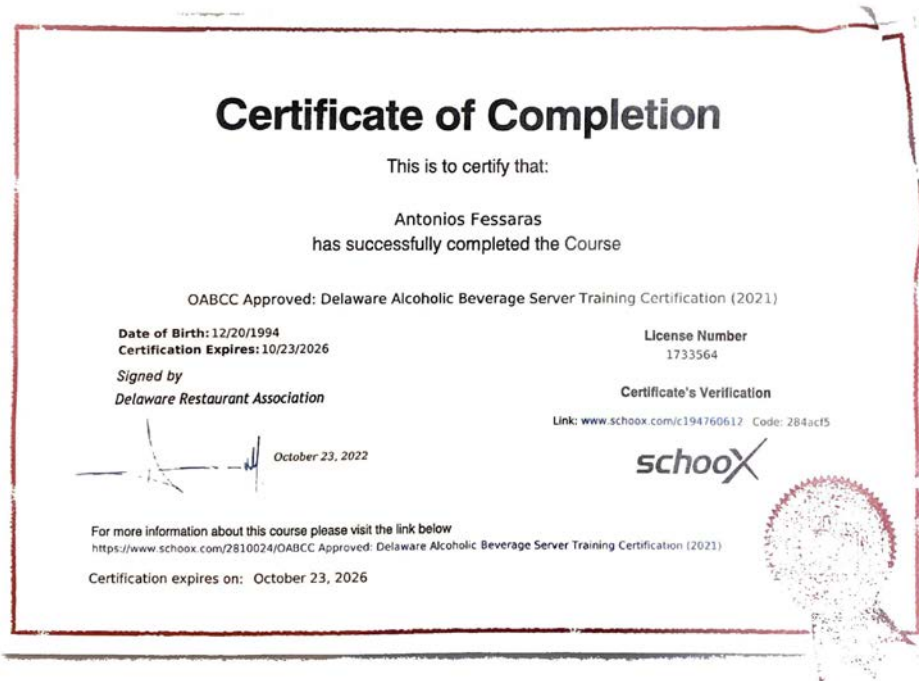 Certificate of Completion
This is to certify that:
Antonios Fessaras
has successfully completed the Course
OABCC Approved: Delaware Alcoholic Beverage Server Training Certification (2021)
Date of Birth: 12/20/1994
Certification Expires: 10/23/2026
Signed by
Delaware Restaurant Association
October 23, 2022
License Number
1733564
Certificate's Verification
Link: www.schoox.com/c194760612 Code: 284acf5
schooX
For more information about this course please visit the link below
https://www.schoox.com/2810024/OABCC Approved: Delaware Alcoholic Beverage Server Training Certification (2021)
Certification expires on: October 23, 2026